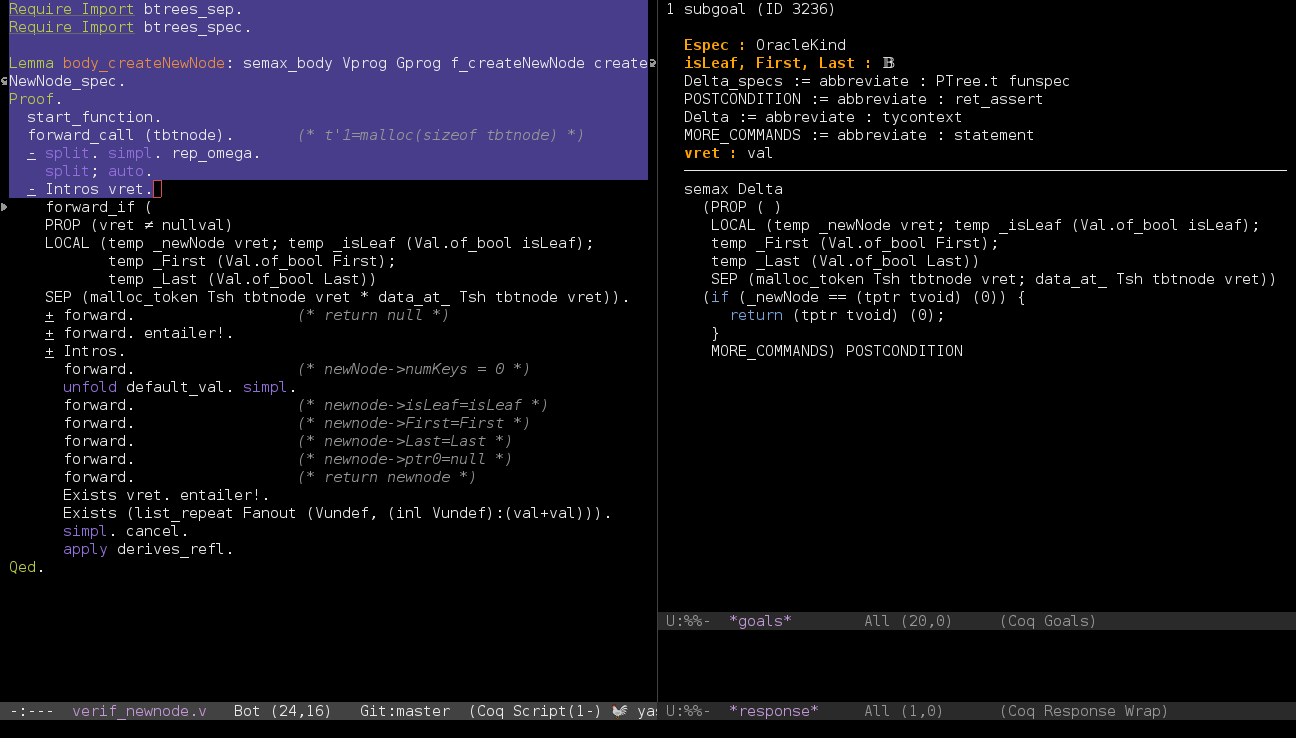 Require Import btrees_sep.
Require Import btrees_spec.
Lemma body_createNewNode: semax_body Vprog Gprog f_createNewNode create
NewNode_spec.
Proof.
start_function.
forward_call (tbtnode). (* t'1=malloc(sizeof tbtnode) *)
- split. simpl. rep_omega.
split; auto.
- Intros vret.
forward_if (
PROP (vret ≠ nullval)
LOCAL (temp _newNode vret; temp _isLeaf (Val.of_bool isLeaf);
temp _First (Val.of_bool First);
temp _Last (Val.of_bool Last))
SEP (malloc_token Tsh tbtnode vret * data_at_ Tsh tbtnode vret)).
+ forward. (* return null *)
+ forward. entailer!.
+ Intros.
forward. (* newNode->numKeys = 0 *)
unfold default_val. simpl.
forward. (* newnode->isLeaf=isLeaf *)
forward. (* newnode->First=First *)
forward. (* newnode->Last=Last *)
forward. (* newnode->ptr0=null *)
forward. (* return newnode *)
Exists vret. entailer!.
Exists (list_repeat Fanout (Vundef, (inl Vundef):(val+val))).
simpl. cancel.
apply derives_refl.
Qed.
-:--- verif_newnode.v Bot (24,16) Git:master (Coq Script(1-) yas
1 subgoal (ID 3236)
Espec : OracleKind
isLeaf, First, Last : 𝔹
Delta_specs := abbreviate : PTree.t funspec
POSTCONDITION := abbreviate : ret_assert
Delta := abbreviate : tycontext
MORE_COMMANDS := abbreviate : statement
vret : val
semax Delta
(PROP ( )
LOCAL (temp _newNode vret; temp _isLeaf (Val.of_bool isLeaf);
temp _First (Val.of_bool First);
temp _Last (Val.of_bool Last))
SEP (malloc_token Tsh tbtnode vret; data_at_ Tsh tbtnode vret))
(if (_newNode == (tptr tvoid) (0)) {
return (tptr tvoid) (0);
}
MORE_COMMANDS) POSTCONDITION
U:%%- *goals* All (20,0) (Coq Goals)
U:%%- *response* All (1,0) (Coq Response Wrap)